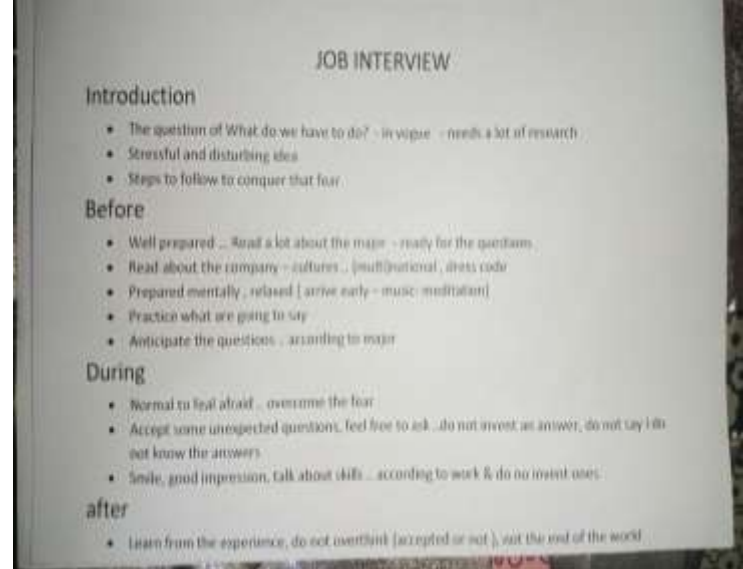 JOB INTERVIEW
Introduction
• The question of What do we have to do? - in vogue - needs a lot of research
• Stressful and disturbing idea
• Steps to follow to conquer that fear
Before
• Well prepared .. Read a lot about the major - ready for the questions
• Read about the company - cultures .. (multi)national , dress code
• Prepared mentally , relaxed ( arrive early - music- meditation)
• Practice what are going to say
• Anticipate the questions .. according to major
During
• Normal to feal afraid .. overcome the fear
• Accept some unexpected questions, feel free to ask ..do not invent an answer, do not say I do
not know the answers
• Smile, good impression, talk about skills .. according to work & do no invent ones
after
• Learn from the experience, do not overthink (accepted or not ), not the end of the world